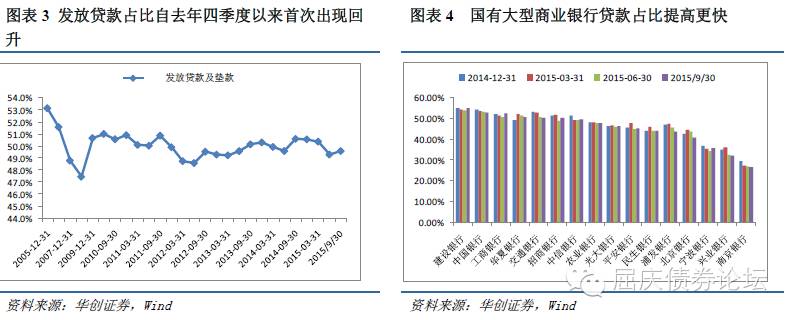 图表 3 发放贷款占比自去年四季度以来首次出现回
升
发放贷款及垫款
54.0%
53.0%
52.0%
51.0%
50.0%
49.0%
48.0%
47.0%
46.0%
45.0%
44.0%
2005-12-31
2007-12-31
2009-12-31
2010-09-30
2011-03-31
2011-09-30
2012-03-31
2012-09-30
2013-03-31
2013-09-30
2014-03-31
2014-09-30
2015-03-31
2015/9/30
资料来源：华创证券，Wind
图表 4 国有大型商业银行贷款占比提高更快
2014-12-31 2015-03-31 2015-06-30 2015/9/30
60.00%
50.00%
40.00%
30.00%
20.00%
10.00%
0.00%
建设银行
中国银行
工商银行
华夏银行
交通银行
招商银行
中信银行
农业银行
光大银行
平安银行
民生银行
浦发银行
北京银行
宁波银行
兴业银行
南京银行
屈庆债券论坛
资料来源：华创证券，Wind